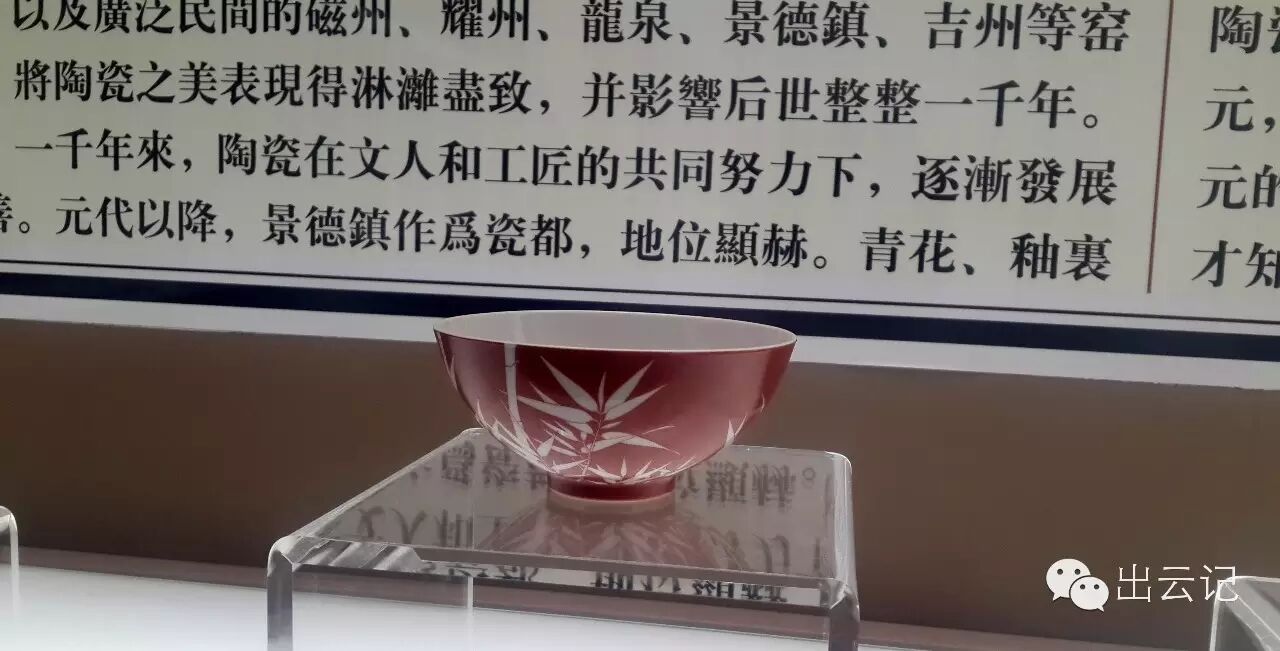 以及廣泛民間的磁州、耀州、龍泉、景德鎮、吉州等窑
將陶瓷之美表現得淋灕盡致，并影響后世整整一千年。
一千年來，陶瓷在文人和工匠的共同努力下，逐漸發展
善。元代以降，景德鎮作爲瓷都，地位顯赫。青花、釉裏
陶瓷
元，
元的
才知
出云记